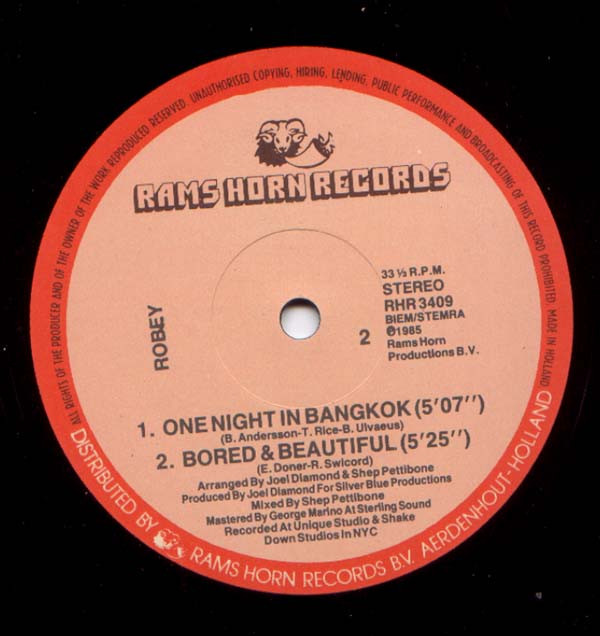 ALL RIGHTS OF THE PRODUCER AND OF THE OWNER OF THE WORK REPRODUCED RESERVED. UNAUTHORISED COPYING, HIRING, LENDING, PUBLIC PERFORMANCE AND BROADCASTING OF THIS RECORD PROHIBITED. MADE IN HOLLAND.
RAMS HORN RECORDS
33 ⅓ R.P.M.
STEREO
RHR 3409
BIEM/STEMRA
℗1985
Rams Horn
Productions B.V.
2
ROBEY
1. ONE NIGHT IN BANGKOK (5'07'')
(B. Andersson-T. Rice-B. Ulvaeus)
2. BORED & BEAUTIFUL (5'25'')
(E. Doner-R. Swicord)
Arranged By Joel Diamond & Shep Pettibone
Produced By Joel Diamond For Silver Blue Productions
Mixed By Shep Pettibone
Mastered By George Marino At Sterling Sound
Recorded At Unique Studio & Shake
Down Studios In NYC
DISTRIBUTED BY RAMS HORN RECORDS B.V. AERDENHOUT - HOLLAND